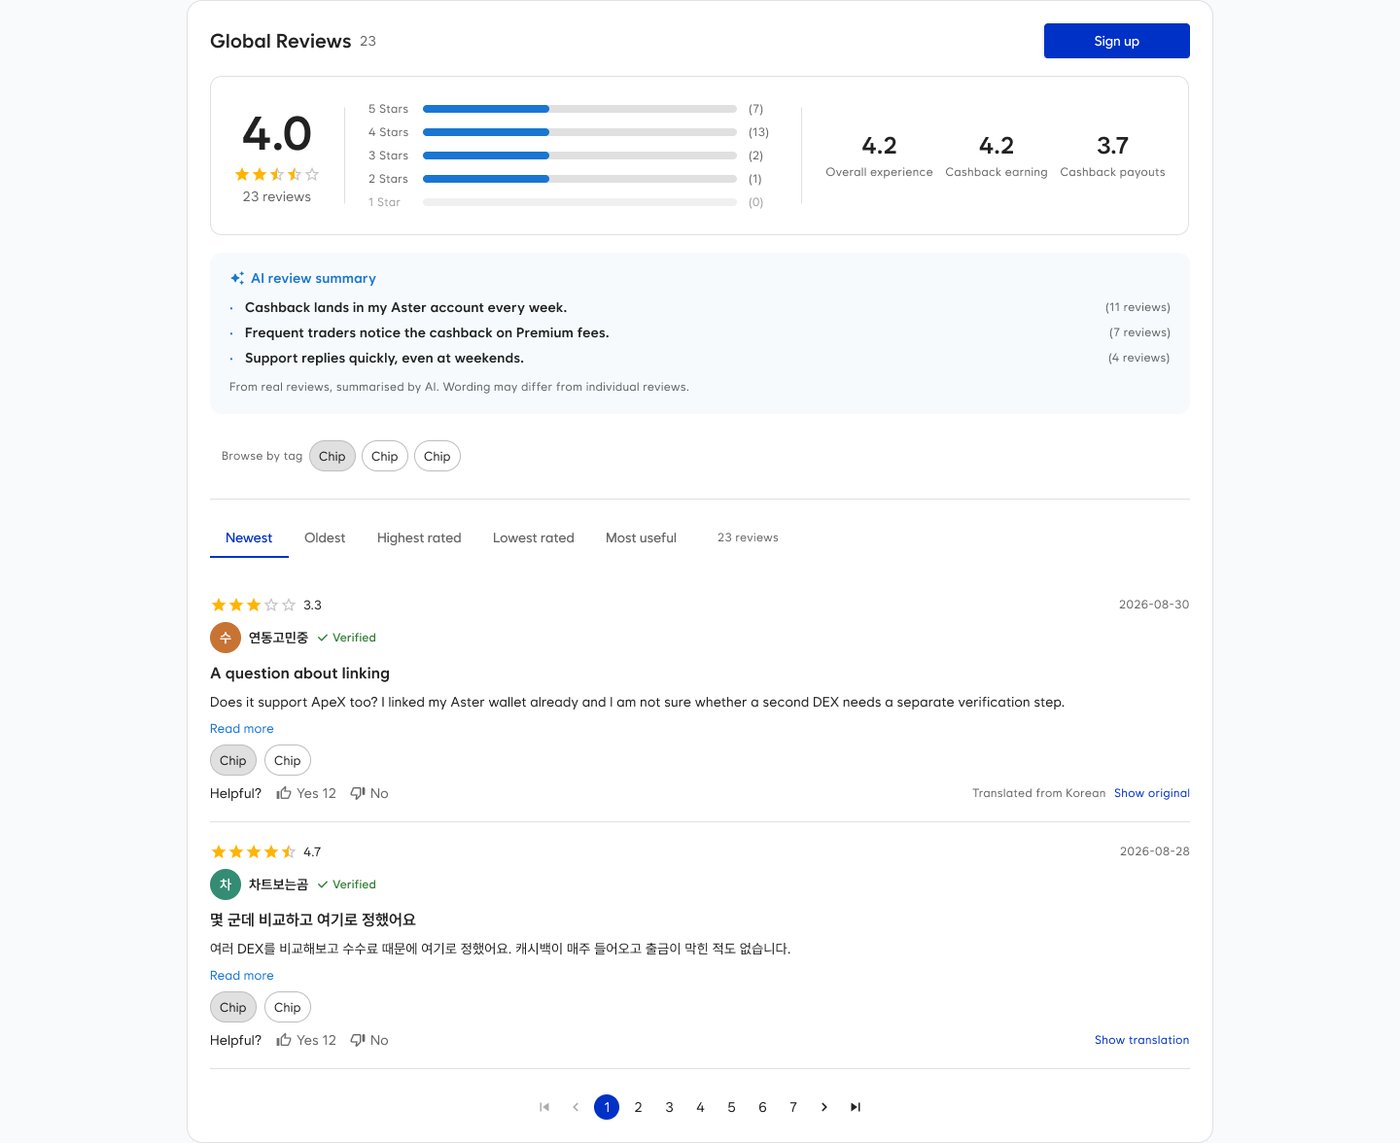 Global Reviews 23
Sign up
4.0
23 reviews
5 Stars (7)
4 Stars (13)
3 Stars (2)
2 Stars (1)
1 Star (0)
4.2
Overall experience
4.2
Cashback earning
3.7
Cashback payouts
AI review summary
· Cashback lands in my Aster account every week. (11 reviews)
· Frequent traders notice the cashback on Premium fees. (7 reviews)
· Support replies quickly, even at weekends. (4 reviews)
From real reviews, summarised by AI. Wording may differ from individual reviews.
Browse by tag Chip Chip Chip
Newest Oldest Highest rated Lowest rated Most useful 23 reviews
3.3 2026-08-30
수 연동고민중 Verified
A question about linking
Does it support ApeX too? I linked my Aster wallet already and I am not sure whether a second DEX needs a separate verification step.
Read more
Chip Chip
Helpful? Yes 12 No Translated from Korean Show original
4.7 2026-08-28
차 차트보는곰 Verified
몇 군데 비교하고 여기로 정했어요
여러 DEX를 비교해보고 수수료 때문에 여기로 정했어요. 캐시백이 매주 들어오고 출금이 막힌 적도 없습니다.
Read more
Chip Chip
Helpful? Yes 12 No Show translation
1 2 3 4 5 6 7